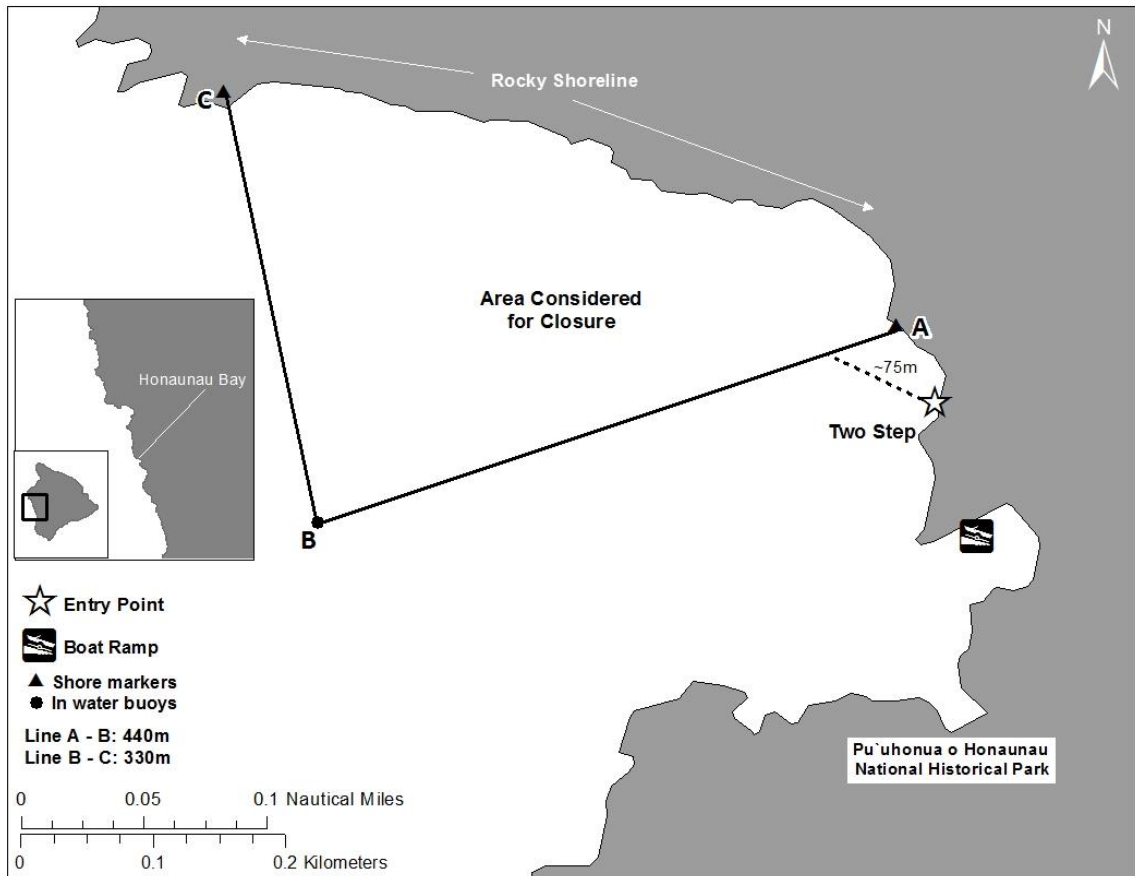 N
Rocky Shoreline
C
Area Considered
for Closure
A
~75m
Two Step
B
Honaunau Bay
Entry Point
Boat Ramp
Shore markers
In water buoys
Line A - B: 440m
Line B - C: 330m
Pu`uhonua o Honaunau
National Historical Park
0 0.05 0.1 Nautical Miles
0 0.1 0.2 Kilometers